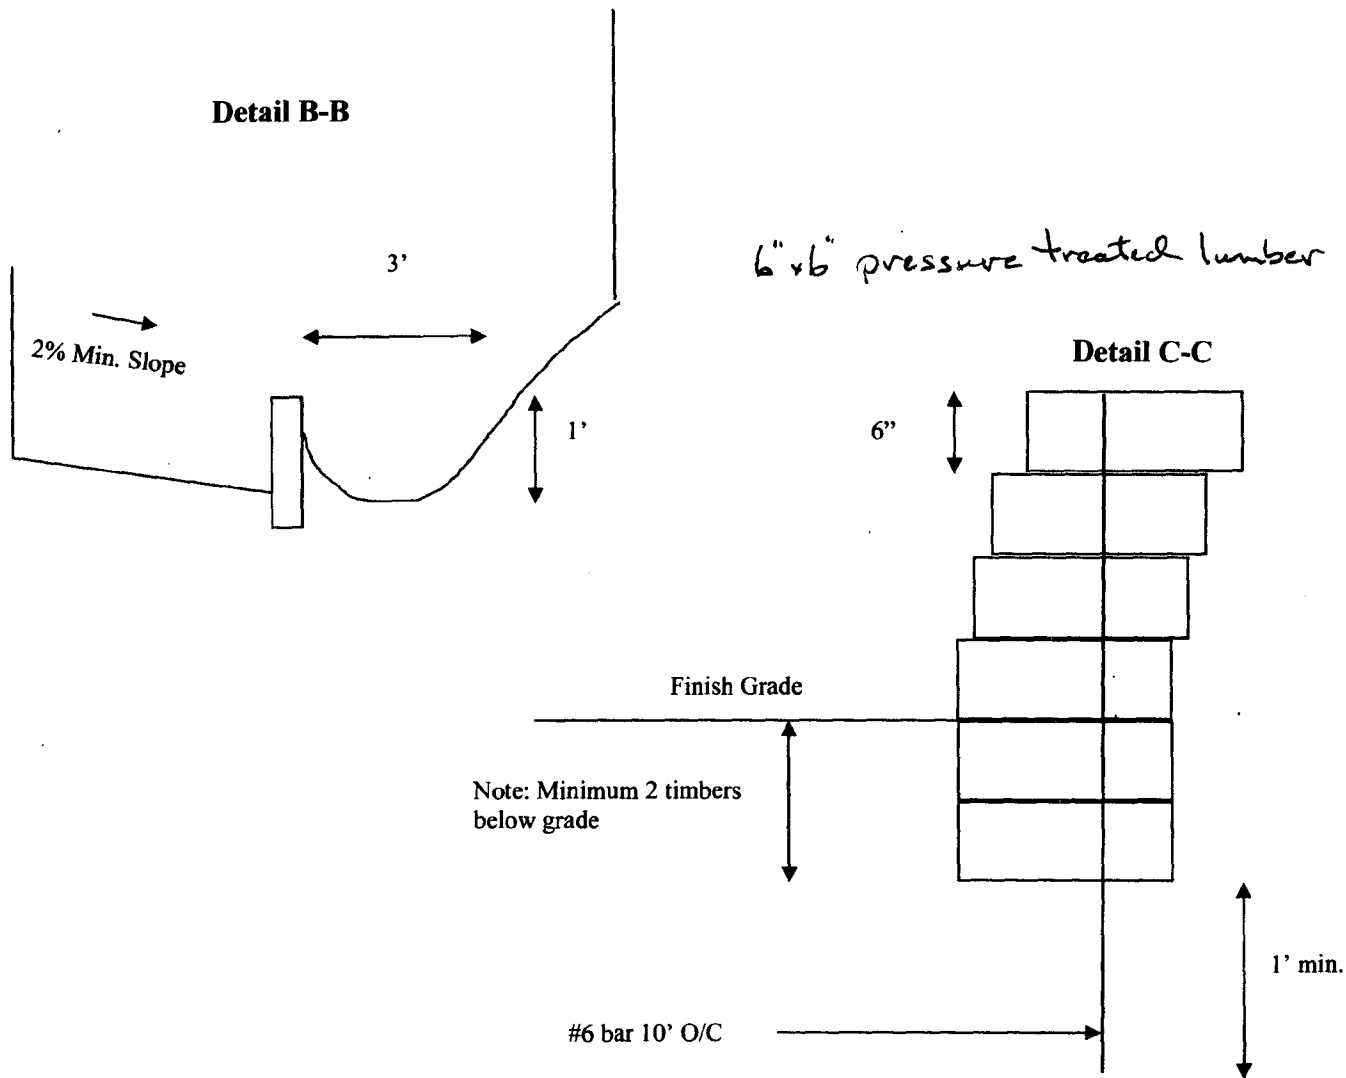 Detail B-B
3’
6"x6" pressure treated lumber
2% Min. Slope
Detail C-C
1’
6”
Finish Grade
Note: Minimum 2 timbers
below grade
1’ min.
#6 bar 10’ O/C